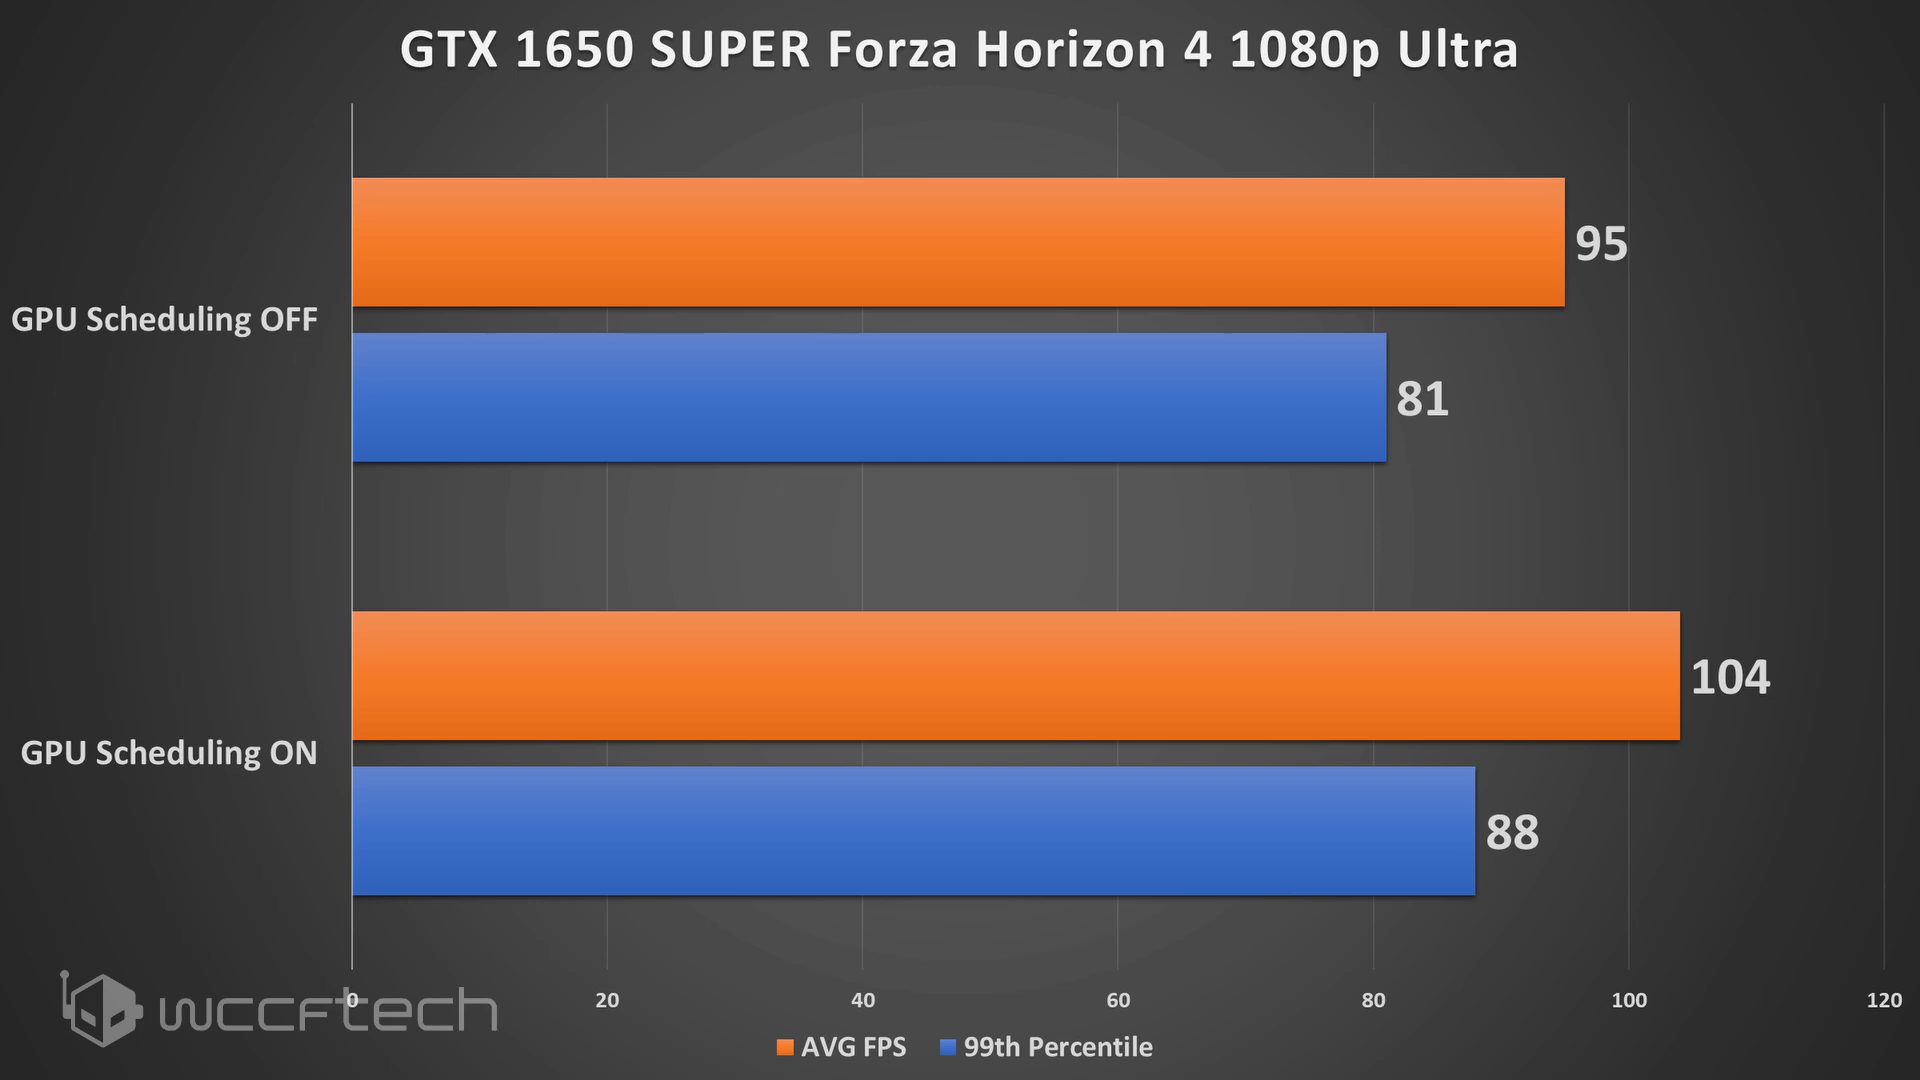 GTX 1650 SUPER Forza Horizon 4 1080p Ultra
95
GPU Scheduling OFF
81
104
GPU Scheduling ON
88
0 20 40 60 80 100 120
wccftech
AVG FPS 99th Percentile